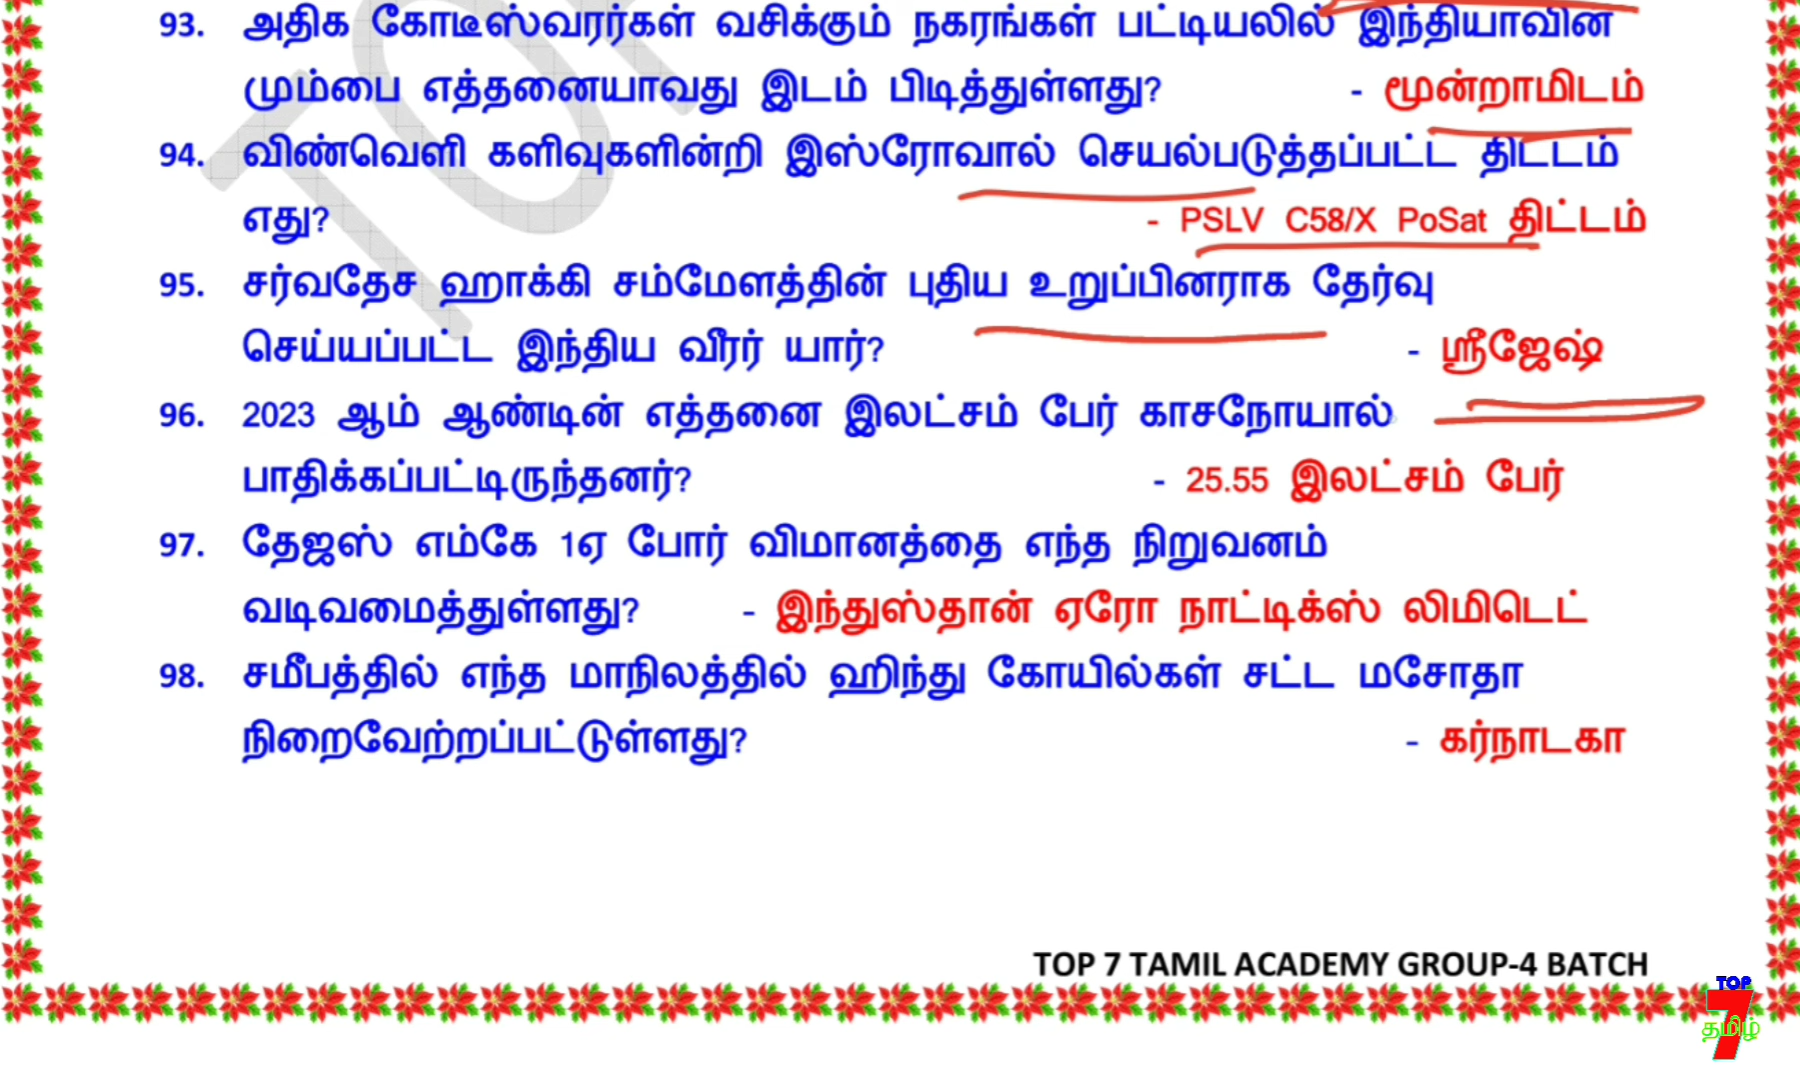 93. அதிக கோடீஸ்வரர்கள் வசிக்கும் நகரங்கள் பட்டியலில் இந்தியாவின்
மும்பை எத்தனையாவது இடம் பிடித்துள்ளது? - மூன்றாமிடம்
94. விண்வெளி களிவுகளின்றி இஸ்ரோவால் செயல்படுத்தப்பட்ட திட்டம்
எது? - PSLV C58/X PoSat திட்டம்
95. சர்வதேச ஹாக்கி சம்மேளத்தின் புதிய உறுப்பினராக தேர்வு
செய்யப்பட்ட இந்திய வீரர் யார்? - ஸ்ரீஜேஷ்
96. 2023 ஆம் ஆண்டின் எத்தனை இலட்சம் பேர் காசநோயால்
பாதிக்கப்பட்டிருந்தனர்? - 25.55 இலட்சம் பேர்
97. தேஜஸ் எம்கே 1ஏ போர் விமானத்தை எந்த நிறுவனம்
வடிவமைத்துள்ளது? - இந்துஸ்தான் ஏரோ நாட்டிக்ஸ் லிமிடெட்
98. சமீபத்தில் எந்த மாநிலத்தில் ஹிந்து கோயில்கள் சட்ட மசோதா
நிறைவேற்றப்பட்டுள்ளது? - கர்நாடகா
TOP 7 TAMIL ACADEMY GROUP-4 BATCH
TOP
7
தமிழ்